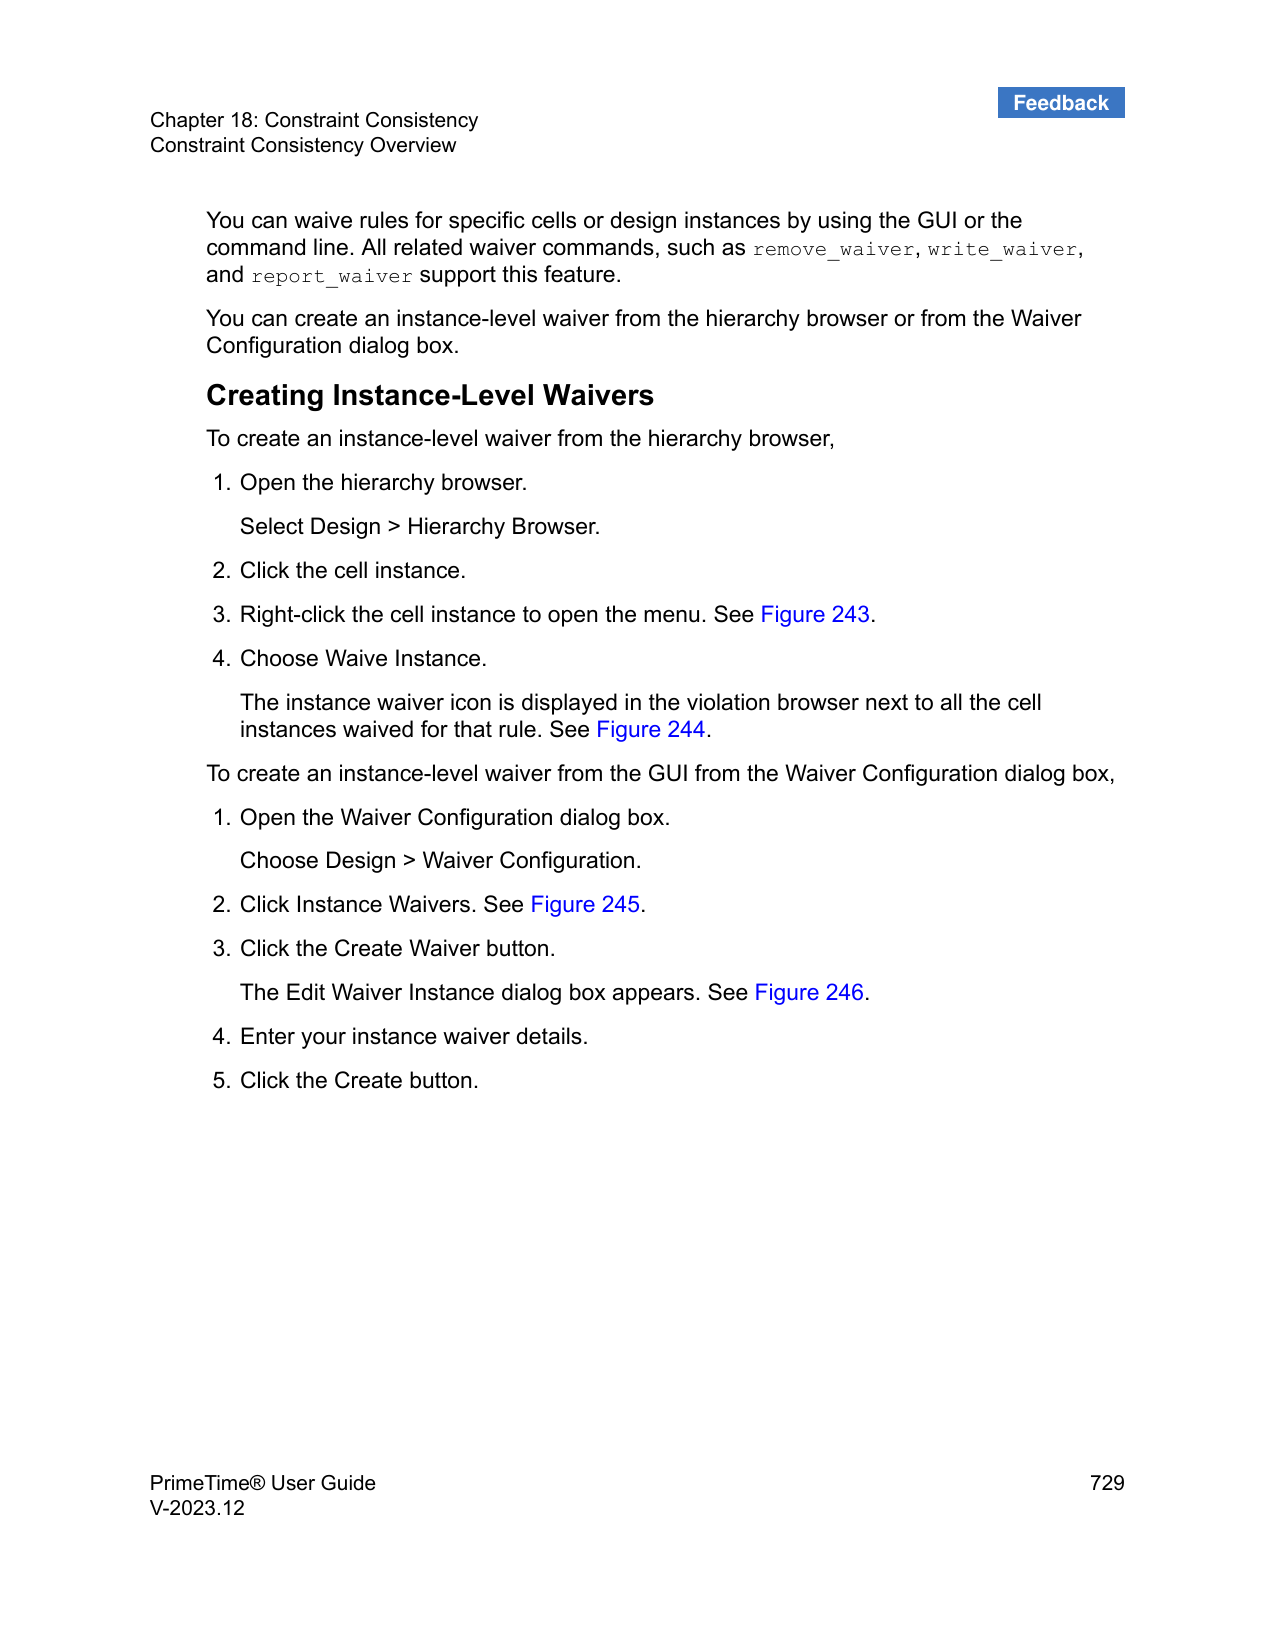 Feedback
Chapter 18: Constraint Consistency
Constraint Consistency Overview
You can waive rules for specific cells or design instances by using the GUI or the
command line. All related waiver commands, such as remove_waiver, write_waiver,
and report_waiver support this feature.
You can create an instance-level waiver from the hierarchy browser or from the Waiver
Configuration dialog box.
Creating Instance-Level Waivers
To create an instance-level waiver from the hierarchy browser,
1. Open the hierarchy browser.
Select Design > Hierarchy Browser.
2. Click the cell instance.
3. Right-click the cell instance to open the menu. See Figure 243.
4. Choose Waive Instance.
The instance waiver icon is displayed in the violation browser next to all the cell
instances waived for that rule. See Figure 244.
To create an instance-level waiver from the GUI from the Waiver Configuration dialog box,
1. Open the Waiver Configuration dialog box.
Choose Design > Waiver Configuration.
2. Click Instance Waivers. See Figure 245.
3. Click the Create Waiver button.
The Edit Waiver Instance dialog box appears. See Figure 246.
4. Enter your instance waiver details.
5. Click the Create button.
PrimeTime® User Guide 729
V-2023.12